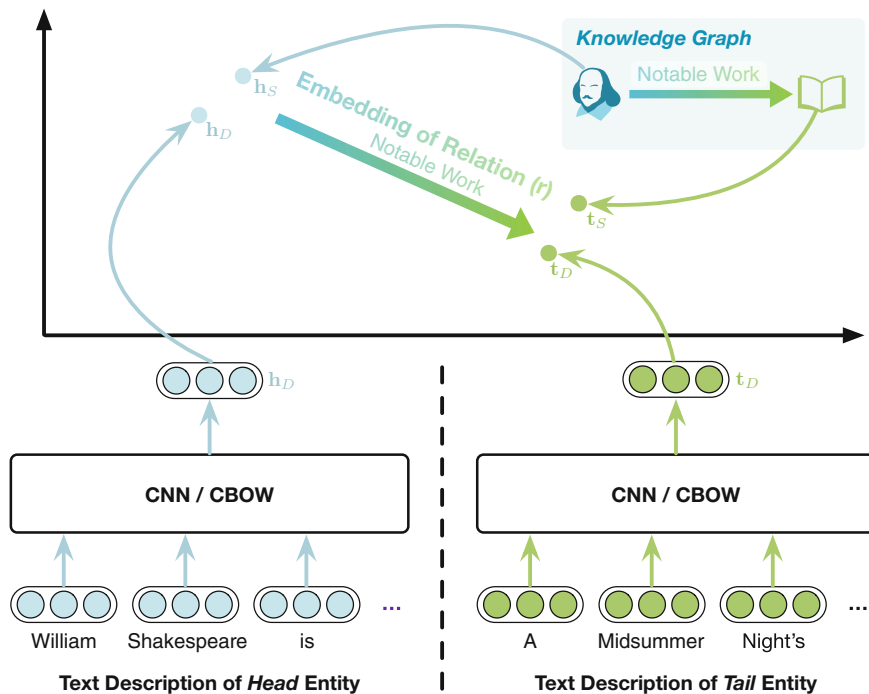 Knowledge Graph
Notable Work
h_S
h_D
Embedding of Relation (r)
Notable Work
t_S
t_D
h_D
t_D
CNN / CBOW
CNN / CBOW
...
...
William Shakespeare is
A Midsummer Night's
Text Description of Head Entity
Text Description of Tail Entity